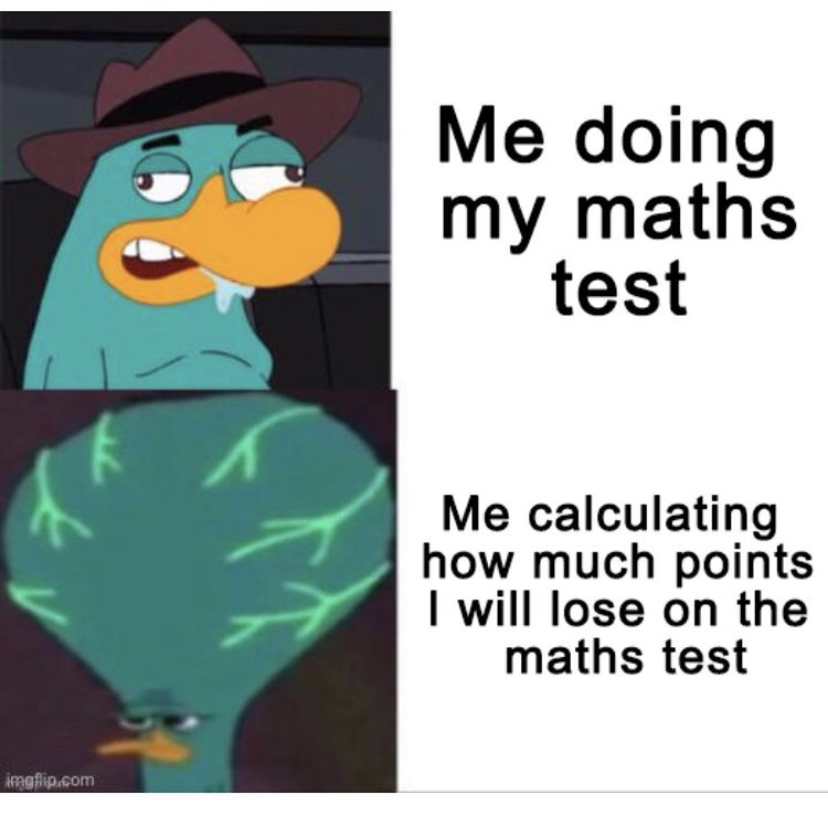 Me doing
my maths
test
Me calculating
how much points
I will lose on the
maths test
imgflip.com